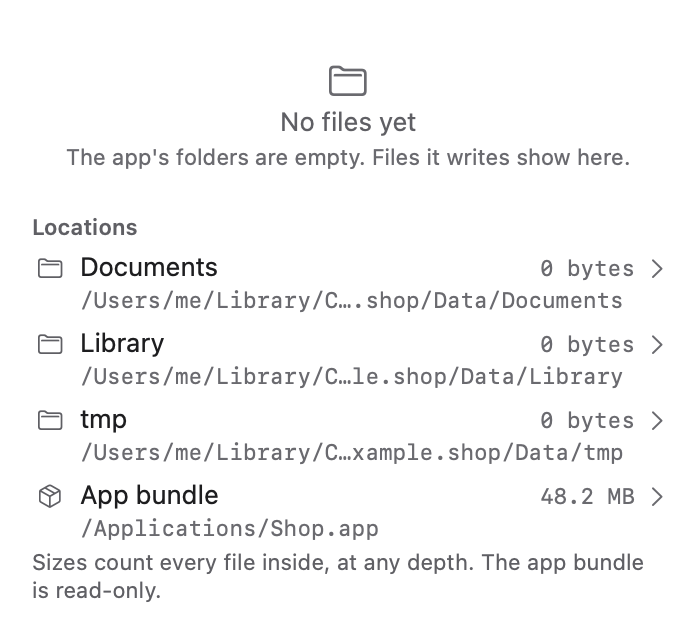 No files yet
The app's folders are empty. Files it writes show here.
Locations
Documents 0 bytes
/Users/me/Library/C….shop/Data/Documents
Library 0 bytes
/Users/me/Library/C…le.shop/Data/Library
tmp 0 bytes
/Users/me/Library/C…xample.shop/Data/tmp
App bundle 48.2 MB
/Applications/Shop.app
Sizes count every file inside, at any depth. The app bundle
is read-only.